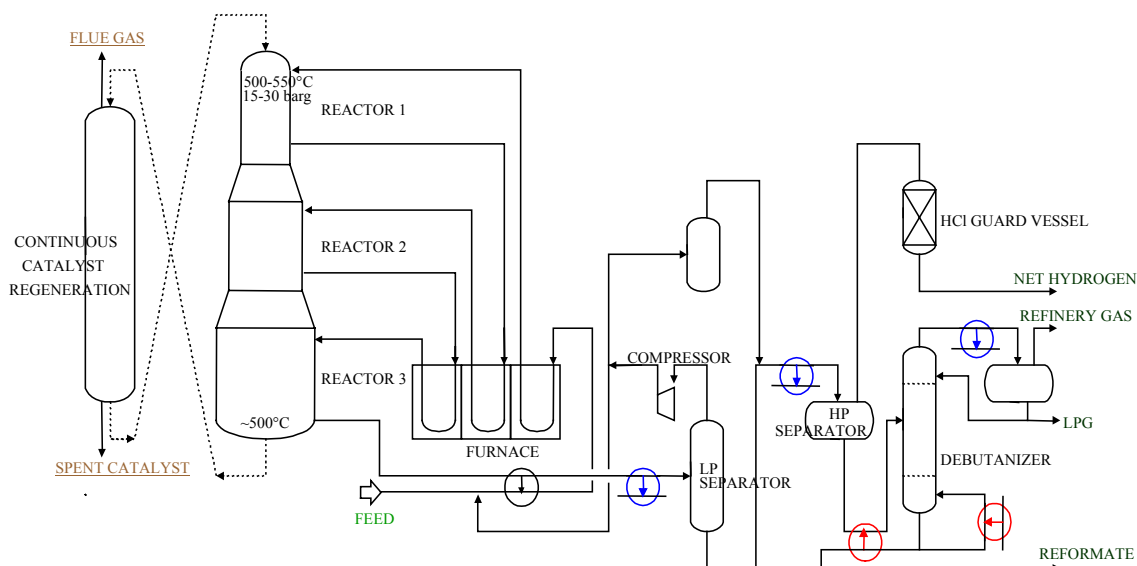 FLUE GAS
500-550°C
15-30 barg
REACTOR 1
HCl GUARD VESSEL
CONTINUOUS
CATALYST
REGENERATION
REACTOR 2
NET HYDROGEN
REFINERY GAS
COMPRESSOR
REACTOR 3
~500°C
HP
SEPARATOR
LPG
FURNACE
DEBUTANIZER
SPENT CATALYST
LP
SEPARATOR
FEED
REFORMATE